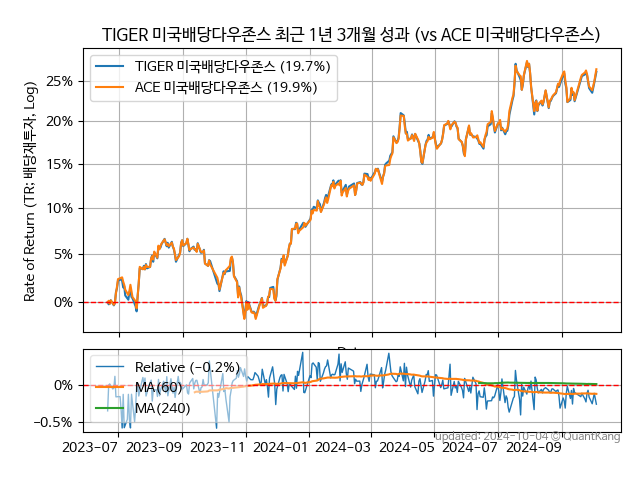 TIGER 미국배당다우존스 최근 1년 3개월 성과 (vs ACE 미국배당다우존스)
TIGER 미국배당다우존스 (19.7%)
ACE 미국배당다우존스 (19.9%)
Rate of Return (TR: 배당재투자, Log)
25%
20%
15%
10%
5%
0%
Relative (-0.2%)
MA(60)
MA(240)
0%
-0.5%
2023-07
2023-09
2023-11
2024-01
2024-03
2024-05
2024-07
2024-09
updated: 2024-10-04 © QuantKang